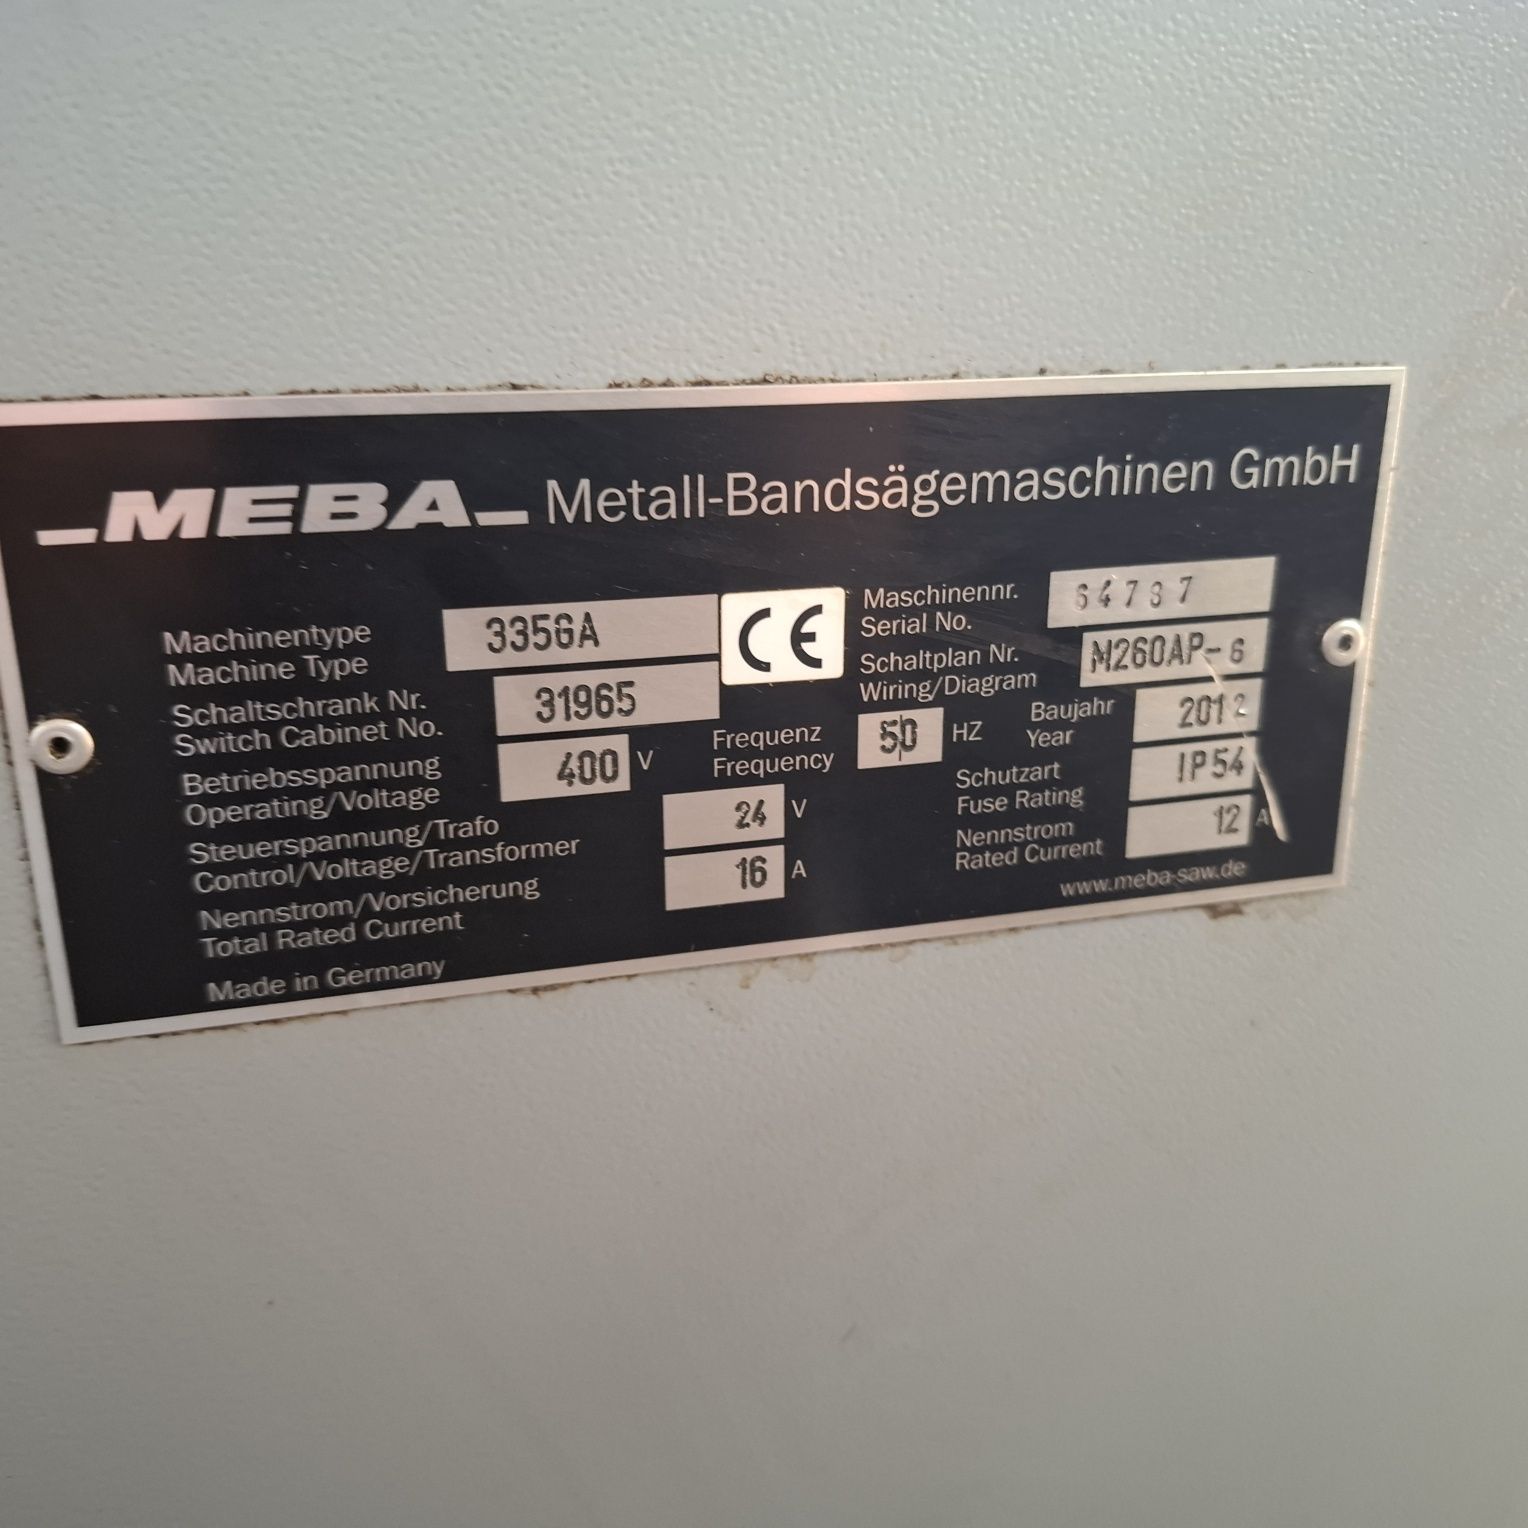 MEBA Metall-Bandsägemaschinen GmbH
Machinentype
Machine Type
335GA
CE
Maschinennr.
Serial No.
Schaltschrank Nr.
Switch Cabinet No.
31965
Schaltplan Nr.
Wiring/Diagram
M260AP-6
Betriebsspannung
Operating/Voltage
400 V
Frequenz
Frequency
50 HZ
Baujahr
Year
2012
Steuerspannung/Trafo
Control/Voltage/Transformer
24 V
Schutzart
Fuse Rating
IP54
Nennstrom/Vorsicherung
Total Rated Current
16 A
Nennstrom
Rated Current
12 A
Made in Germany
www.meba-saw.de